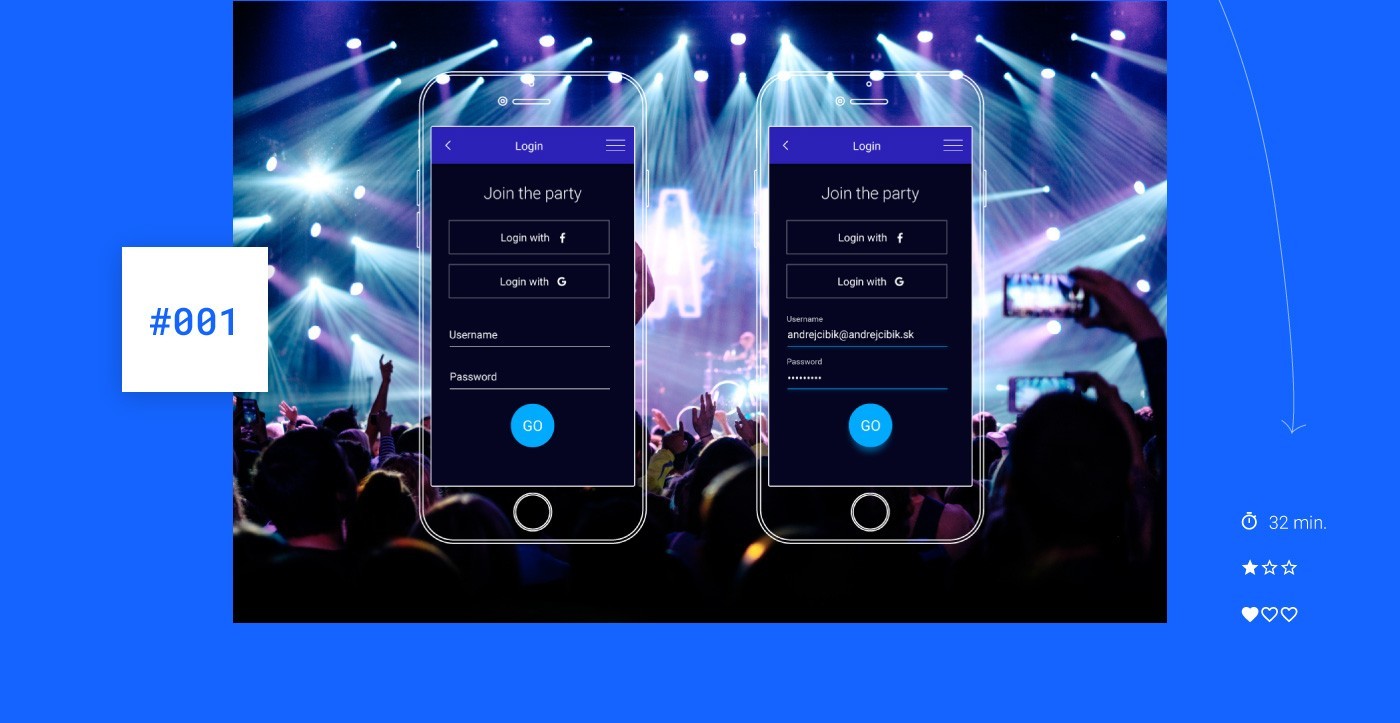 #001
Login
Join the party
Login with f
Login with G
Username
Password
GO
Login
Join the party
Login with f
Login with G
Username
andrejcibik@andrejcibik.sk
Password
•••••••••
GO
32 min.